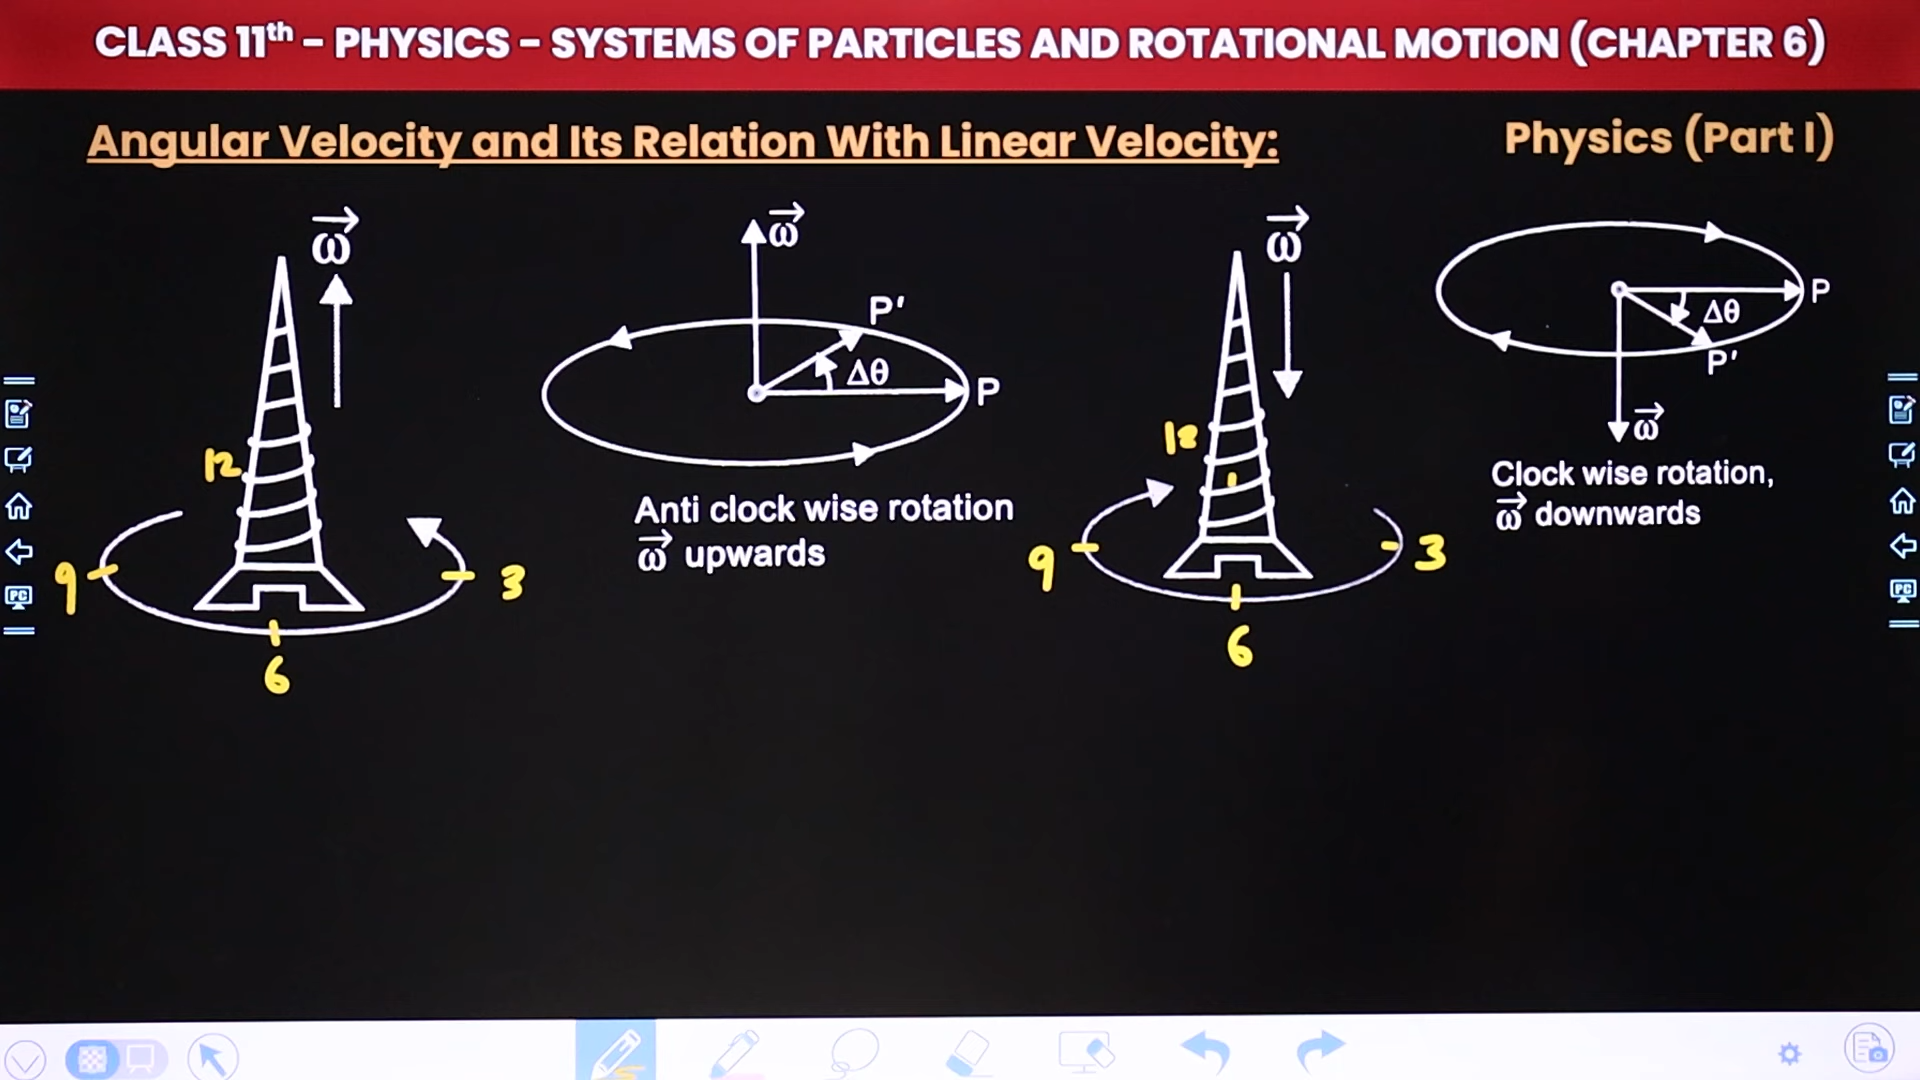 CLASS 11th - PHYSICS - SYSTEMS OF PARTICLES AND ROTATIONAL MOTION (CHAPTER 6)
Angular Velocity and Its Relation With Linear Velocity:
Physics (Part I)
ω⃗
12
9
3
6
ω⃗
P'
Δθ
P
Anti clock wise rotation
ω⃗ upwards
ω⃗
9
3
6
P
Δθ
P'
ω⃗
Clock wise rotation,
ω⃗ downwards
PC
PC